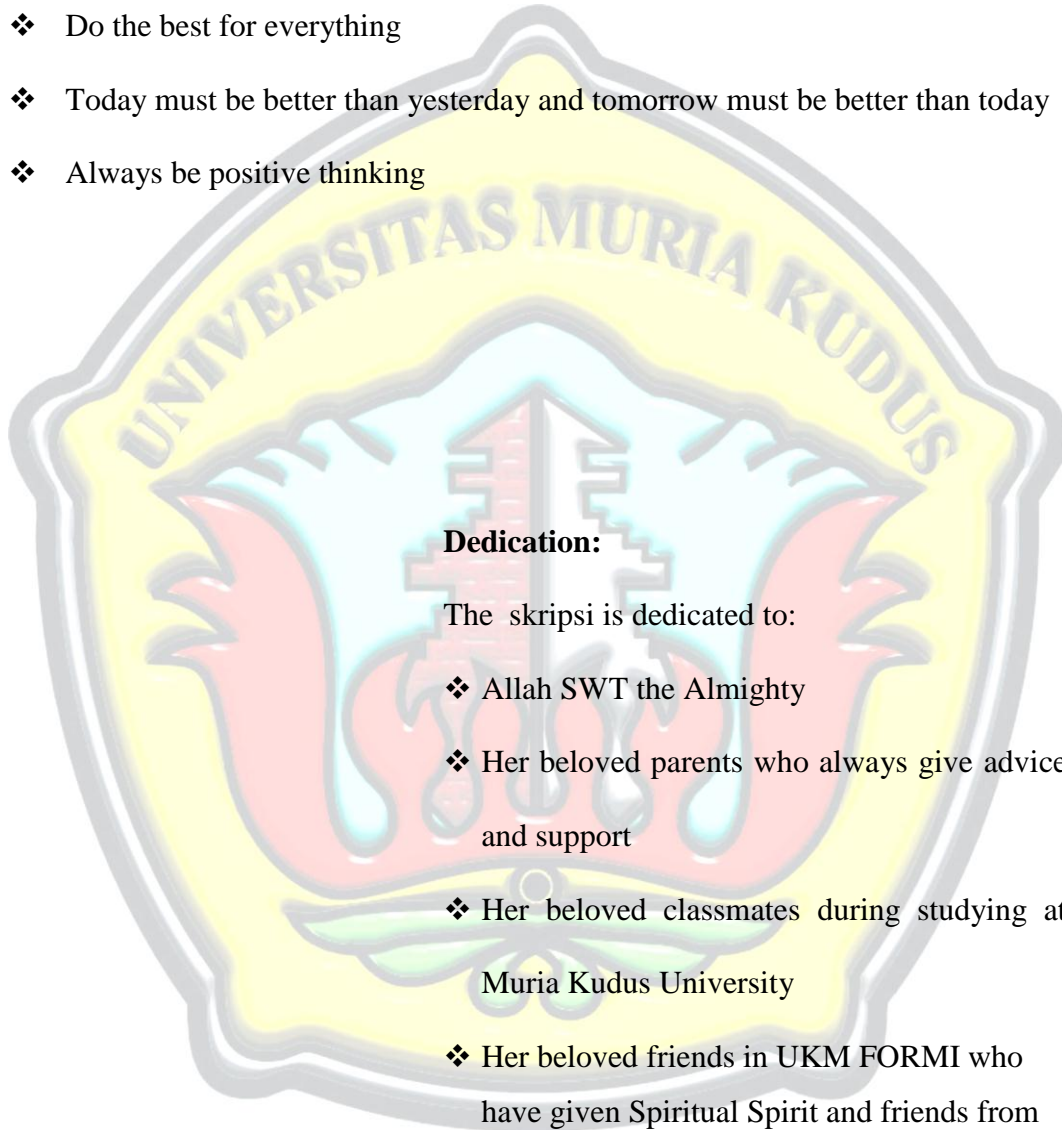 ❖ Do the best for everything
❖ Today must be better than yesterday and tomorrow must be better than today
❖ Always be positive thinking
UNIVERSITAS MURIA KUDUS
Dedication:
The skripsi is dedicated to:
❖ Allah SWT the Almighty
❖ Her beloved parents who always give advice
and support
❖ Her beloved classmates during studying at
Muria Kudus University
❖ Her beloved friends in UKM FORMI who
have given Spiritual Spirit and friends from